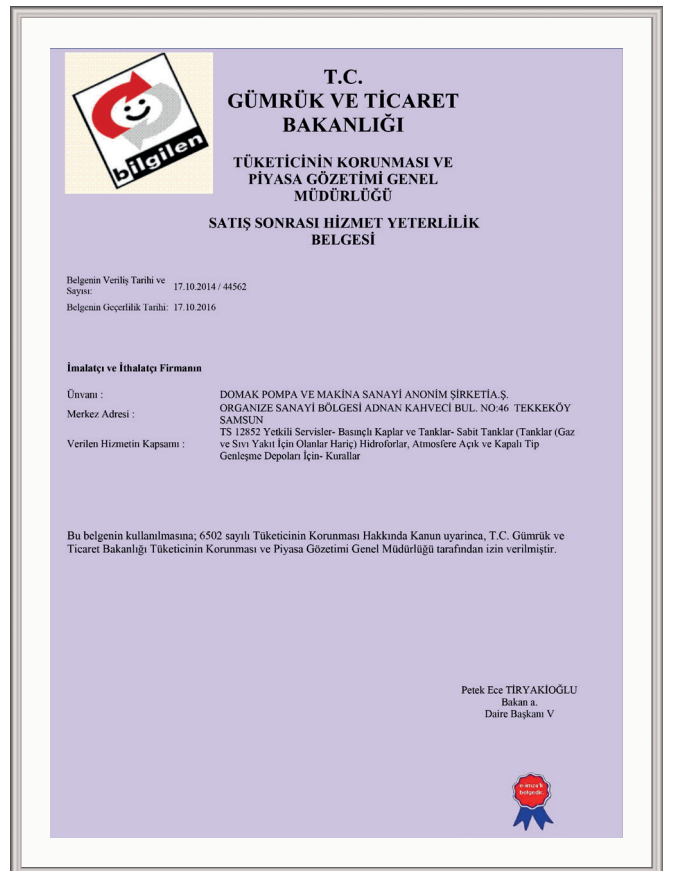 bilgilen
T.C.
GÜMRÜK VE TİCARET
BAKANLIĞI
TÜKETİCİNİN KORUNMASI VE
PİYASA GÖZETİMİ GENEL
MÜDÜRLÜĞÜ
SATIŞ SONRASI HİZMET YETERLİLİK
BELGESİ
Belgenin Veriliş Tarihi ve
Sayısı: 17.10.2014 / 44562
Belgenin Geçerlilik Tarihi: 17.10.2016
İmalatçı ve İthalatçı Firmanın
Ünvanı : DOMAK POMPA VE MAKİNA SANAYİ ANONİM ŞİRKETİA.Ş.
Merkez Adresi : ORGANIZE SANAYİ BÖLGESİ ADNAN KAHVECİ BUL. NO:46 TEKKEKÖY
SAMSUN
Verilen Hizmetin Kapsamı : TS 12852 Yetkili Servisler- Basınçlı Kaplar ve Tanklar- Sabit Tanklar (Tanklar (Gaz
ve Sıvı Yakıt İçin Olanlar Hariç) Hidroforlar, Atmosfere Açık ve Kapalı Tip
Genleşme Depoları İçin- Kurallar
Bu belgenin kullanılmasına; 6502 sayılı Tüketicinin Korunması Hakkında Kanun uyarinca, T.C. Gümrük ve
Ticaret Bakanlığı Tüketicinin Korunması ve Piyasa Gözetimi Genel Müdürlüğü tarafından izin verilmiştir.
Petek Ece TİRYAKİOĞLU
Bakan a.
Daire Başkanı V
e-imzalı
belgedir.